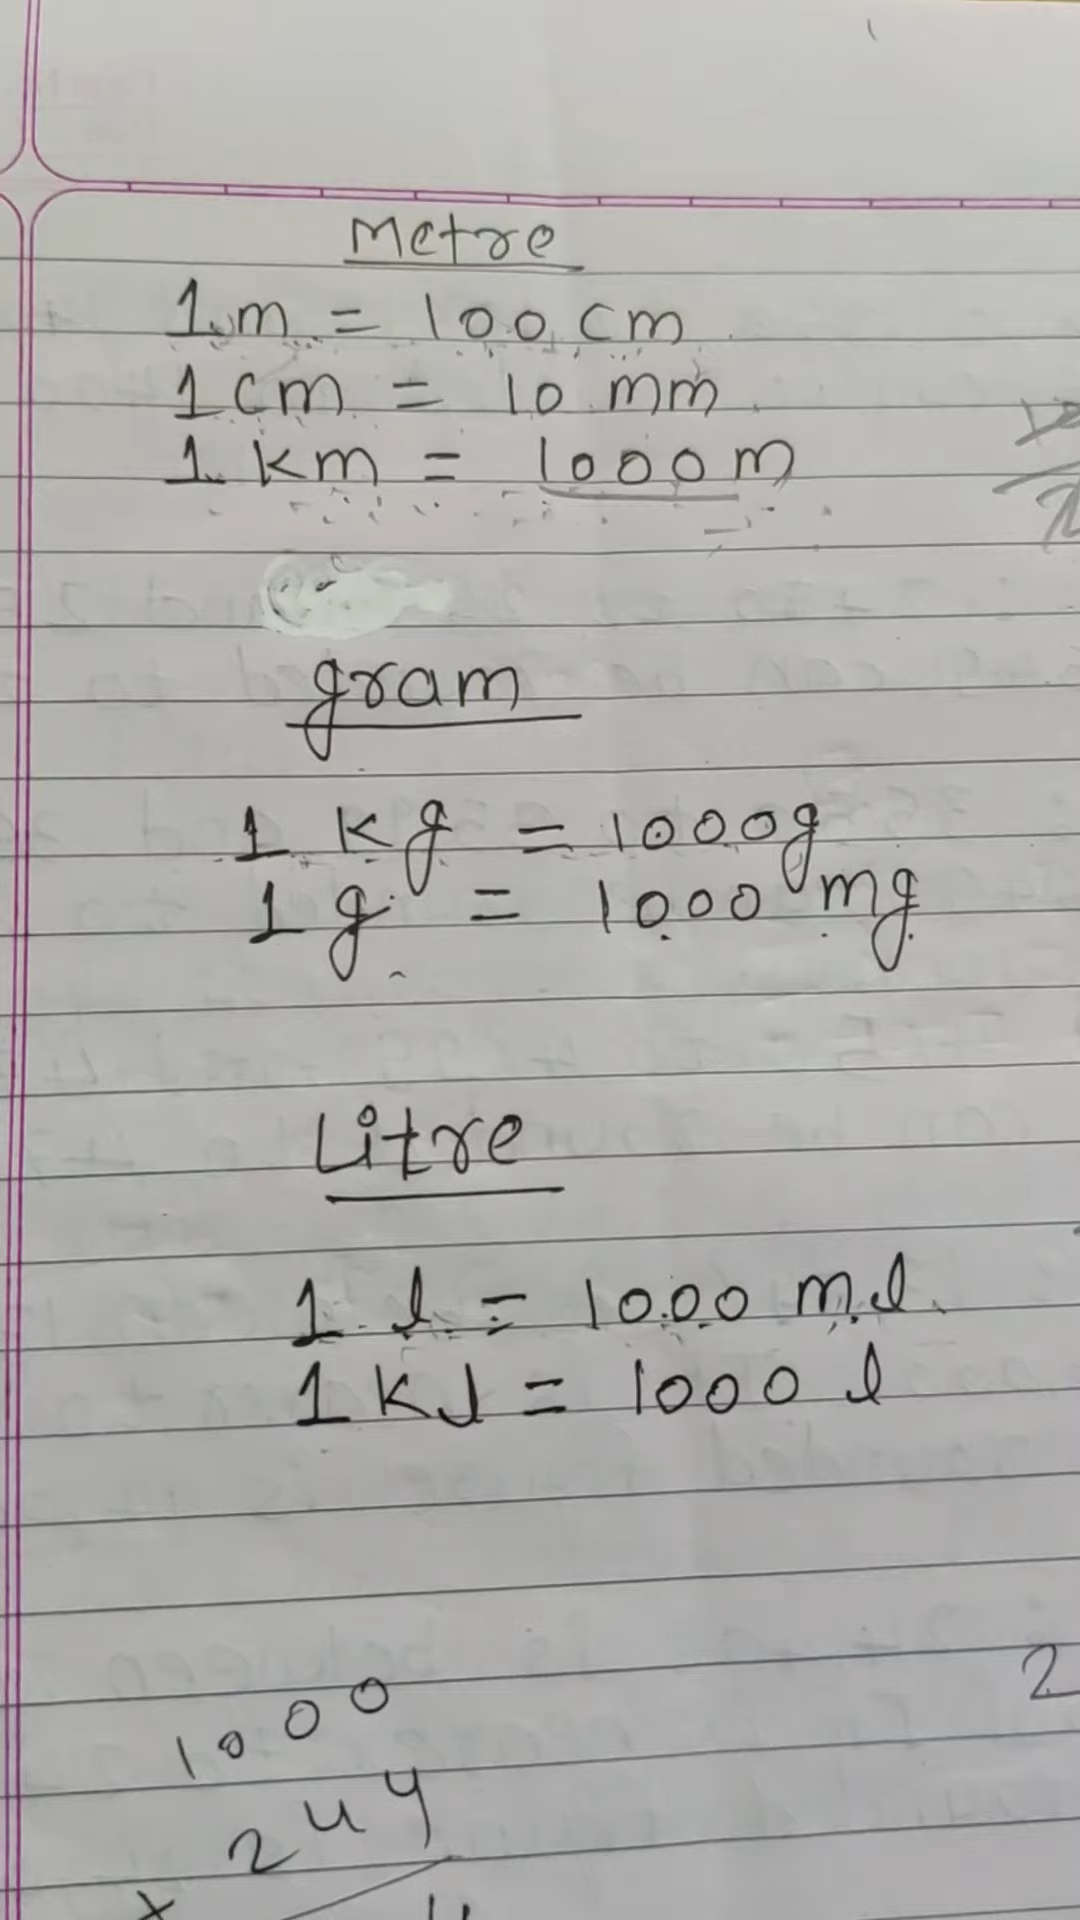 Metre
1 m = 100 cm
1 cm = 10 mm
1 km = 1000 m
gram
1 kg = 1000g
1 g = 1000 mg
Litre
1 l = 1000 ml
1 kl = 1000 l
2
1000
244
x